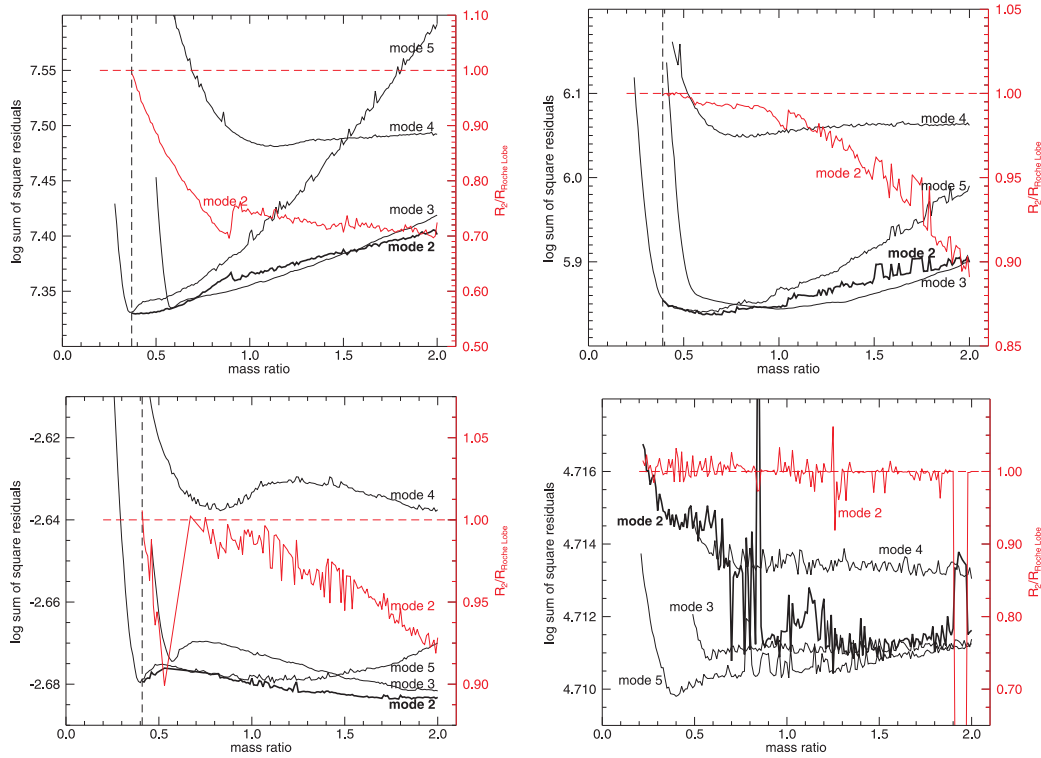 7.55
7.50
7.45
7.40
7.35
log sum of square residuals
0.0
0.5
1.0
1.5
2.0
mass ratio
1.10
1.00
0.90
0.80
0.70
0.60
0.50
R2/RRoche Lobe
mode 5
mode 4
mode 2
mode 3
mode 2
6.1
6.0
5.9
log sum of square residuals
0.0
0.5
1.0
1.5
2.0
mass ratio
1.05
1.00
0.95
0.90
0.85
R2/RRoche Lobe
mode 4
mode 2
mode 5
mode 2
mode 3
-2.62
-2.64
-2.66
-2.68
log sum of square residuals
0.0
0.5
1.0
1.5
2.0
mass ratio
1.05
1.00
0.95
0.90
R2/RRoche Lobe
mode 4
mode 2
mode 5
mode 3
mode 2
4.716
4.714
4.712
4.710
log sum of square residuals
0.0
0.5
1.0
1.5
2.0
mass ratio
1.00
0.90
0.80
0.70
R2/RRoche Lobe
mode 2
mode 2
mode 4
mode 3
mode 5